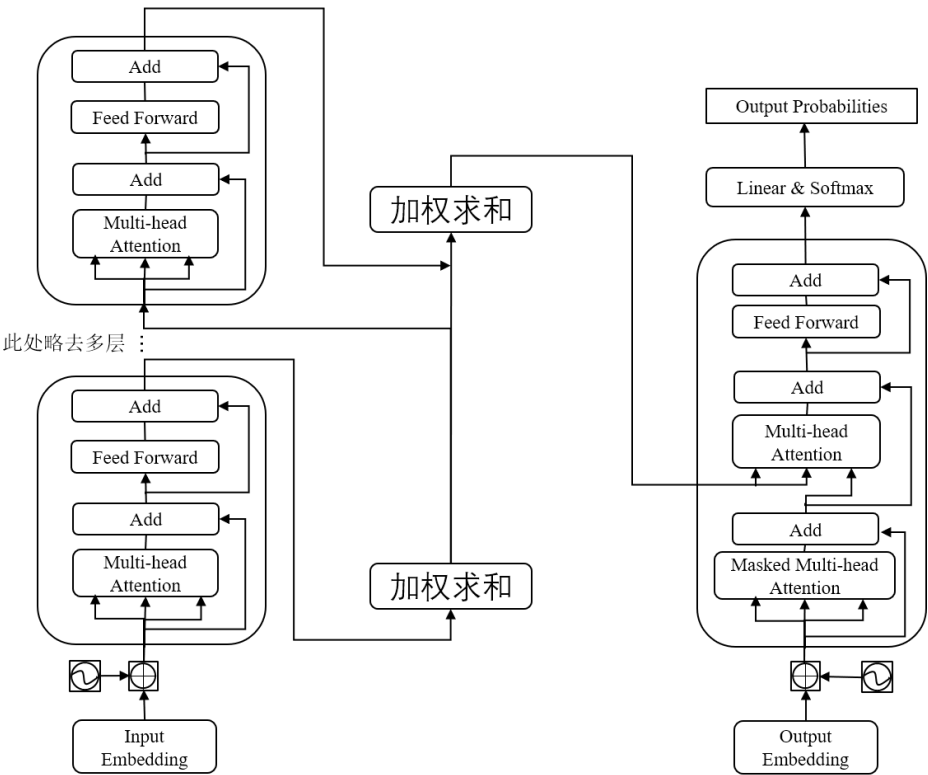 Add
Feed Forward
Add
Multi-head
Attention
此处略去多层 ⋮
Add
Feed Forward
Add
Multi-head
Attention
Input
Embedding
加权求和
加权求和
Output Probabilities
Linear & Softmax
Add
Feed Forward
Add
Multi-head
Attention
Add
Masked Multi-head
Attention
Output
Embedding